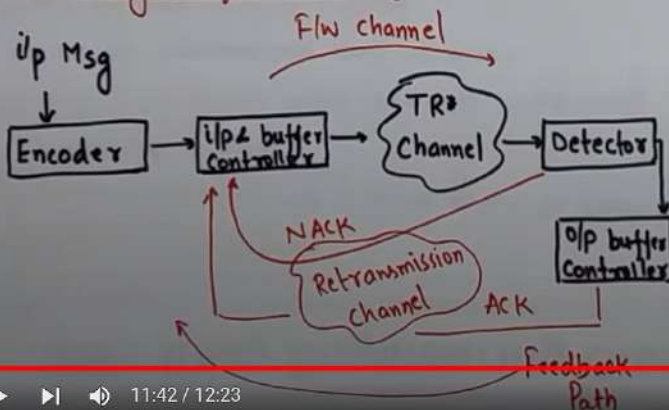 F/w channel
i/p Msg
Encoder
i/p & buffer
controller
TR
Channel
Detector
O/p buffer
Controller
NACK
Retransmission
channel
ACK
Feedback
Path
11:42 / 12:23